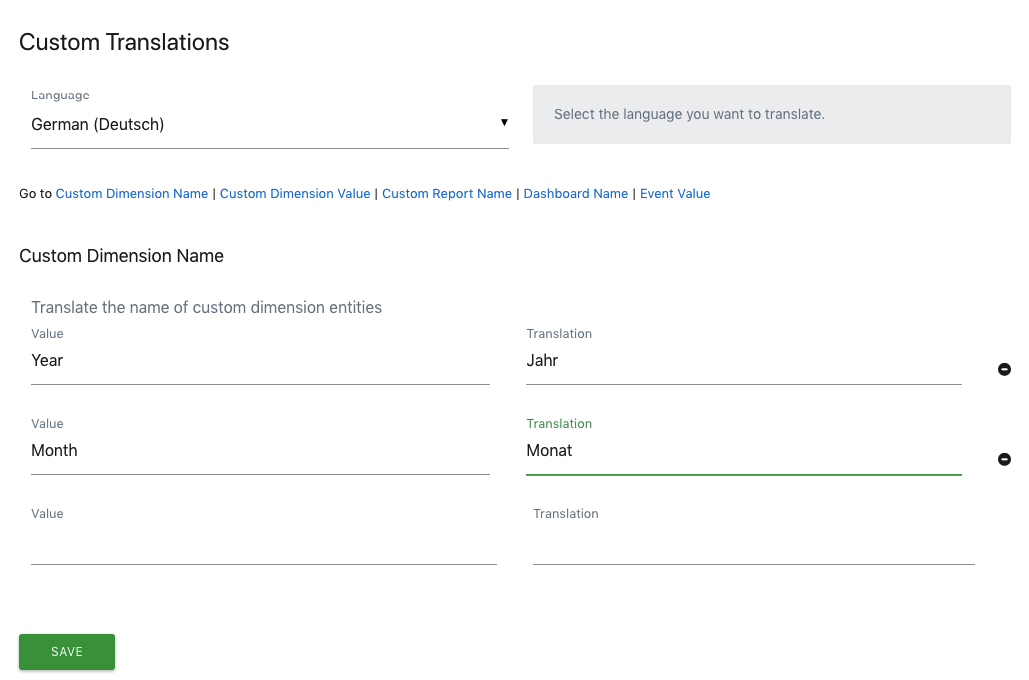 Custom Translations
Language
German (Deutsch)
Select the language you want to translate.
Go to Custom Dimension Name | Custom Dimension Value | Custom Report Name | Dashboard Name | Event Value
Custom Dimension Name
Translate the name of custom dimension entities
Value Translation
Year Jahr
Value Translation
Month Monat
Value Translation
SAVE